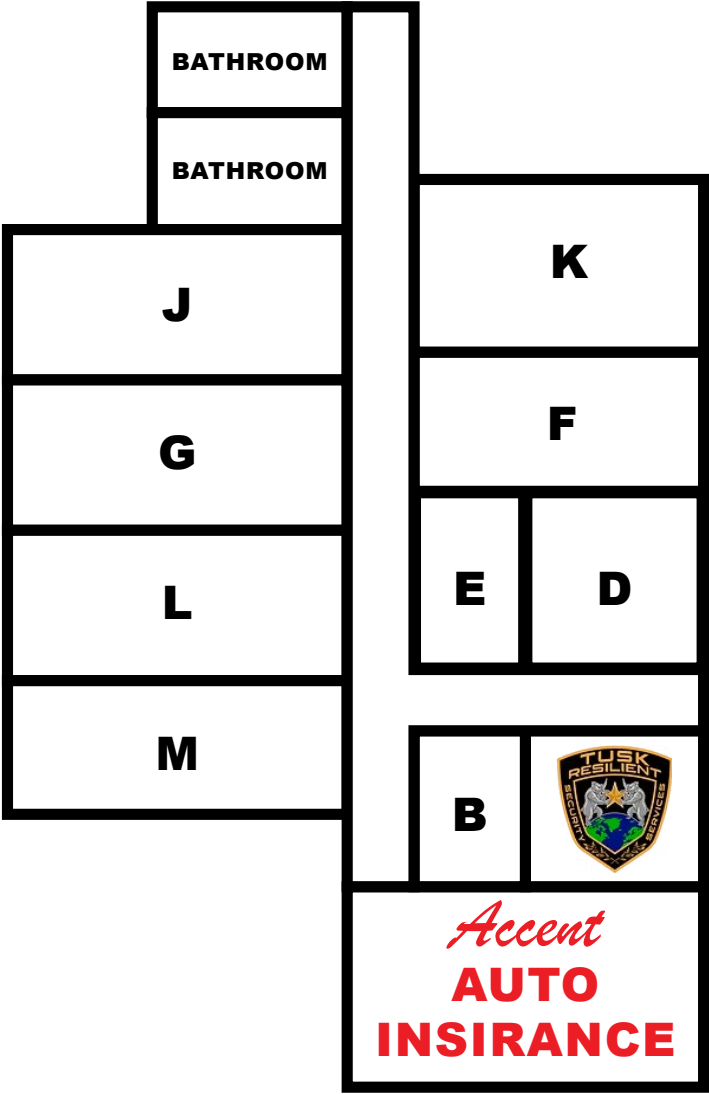 BATHROOM
BATHROOM
J
K
G
F
L
E
D
M
B
TUSK
RESILIENT
SECURITY
SERVICES
Accent
AUTO
INSIRANCE